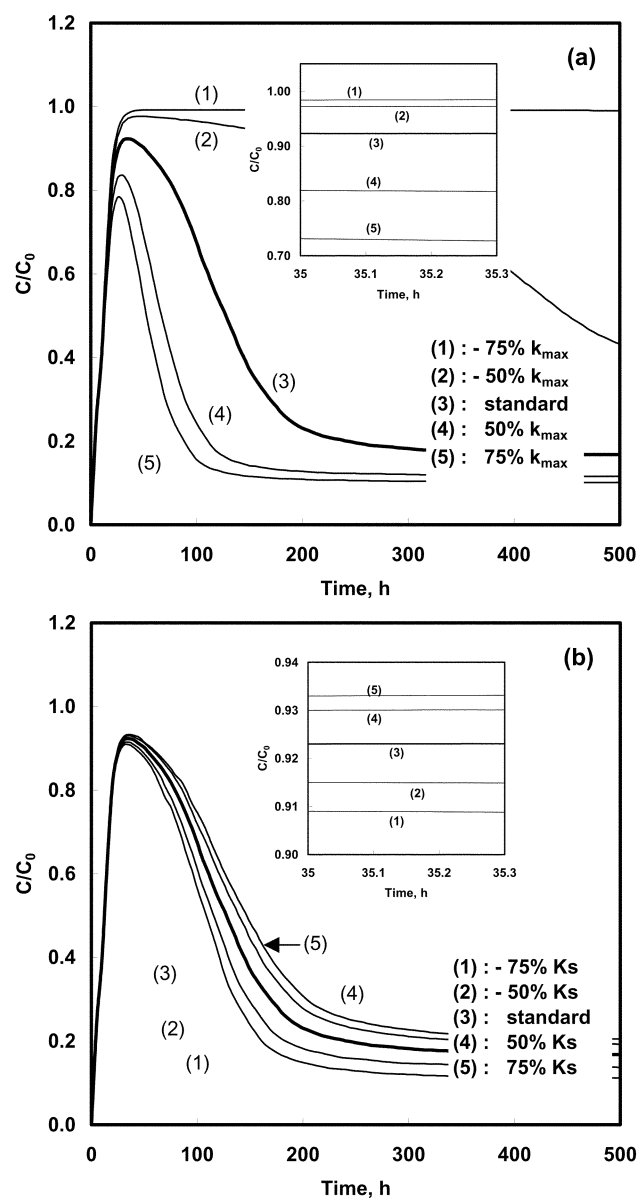 1.2
(a)
(1)
1.0
(2)
0.8
C/C0
0.6
0.4
(3)
(4)
(5)
0.2
0.0
0 100 200 300 400 500
Time, h
1.00
0.90
C/C0
0.80
0.70
(1)
(2)
(3)
(4)
(5)
35 35.1 35.2 35.3
Time, h
(1) : - 75% kmax
(2) : - 50% kmax
(3) : standard
(4) : 50% kmax
(5) : 75% kmax
1.2
(b)
1.0
0.8
C/C0
0.6
0.4
0.2
0.0
(5)
(4)
(3)
(2)
(1)
0 100 200 300 400 500
Time, h
0.94
0.93
0.92
C/C0
0.91
0.90
(5)
(4)
(3)
(2)
(1)
35 35.1 35.2 35.3
Time, h
(1) : - 75% Ks
(2) : - 50% Ks
(3) : standard
(4) : 50% Ks
(5) : 75% Ks